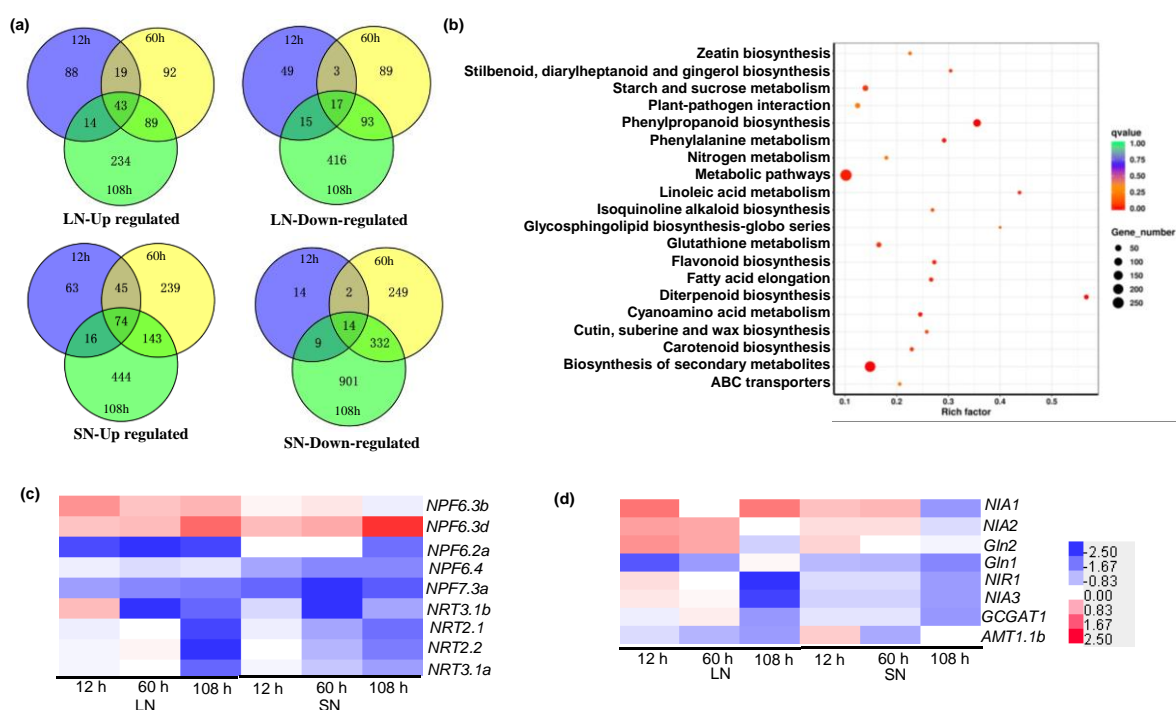 (a)
12h
60h
88
19
92
43
14
89
234
108h
LN-Up regulated
12h
60h
49
3
89
17
15
93
416
108h
LN-Down-regulated
12h
60h
63
45
239
74
16
143
444
108h
SN-Up regulated
12h
60h
14
2
249
14
9
332
901
108h
SN-Down-regulated
(b)
Zeatin biosynthesis
Stilbenoid, diarylheptanoid and gingerol biosynthesis
Starch and sucrose metabolism
Plant-pathogen interaction
Phenylpropanoid biosynthesis
Phenylalanine metabolism
Nitrogen metabolism
Metabolic pathways
Linoleic acid metabolism
Isoquinoline alkaloid biosynthesis
Glycosphingolipid biosynthesis-globo series
Glutathione metabolism
Flavonoid biosynthesis
Fatty acid elongation
Diterpenoid biosynthesis
Cyanoamino acid metabolism
Cutin, suberine and wax biosynthesis
Carotenoid biosynthesis
Biosynthesis of secondary metabolites
ABC transporters
0.1 0.2 0.3 0.4 0.5
Rich factor
qvalue
1.00
0.75
0.50
0.25
0.00
Gene_number
50
100
150
200
250
(c)
NPF6.3b
NPF6.3d
NPF6.2a
NPF6.4
NPF7.3a
NRT3.1b
NRT2.1
NRT2.2
NRT3.1a
12 h 60 h 108 h 12 h 60 h 108 h
LN SN
(d)
NIA1
NIA2
Gln2
Gln1
NIR1
NIA3
GCGAT1
AMT1.1b
12 h 60 h 108 h 12 h 60 h 108 h
LN SN
-2.50
-1.67
-0.83
0.00
0.83
1.67
2.50